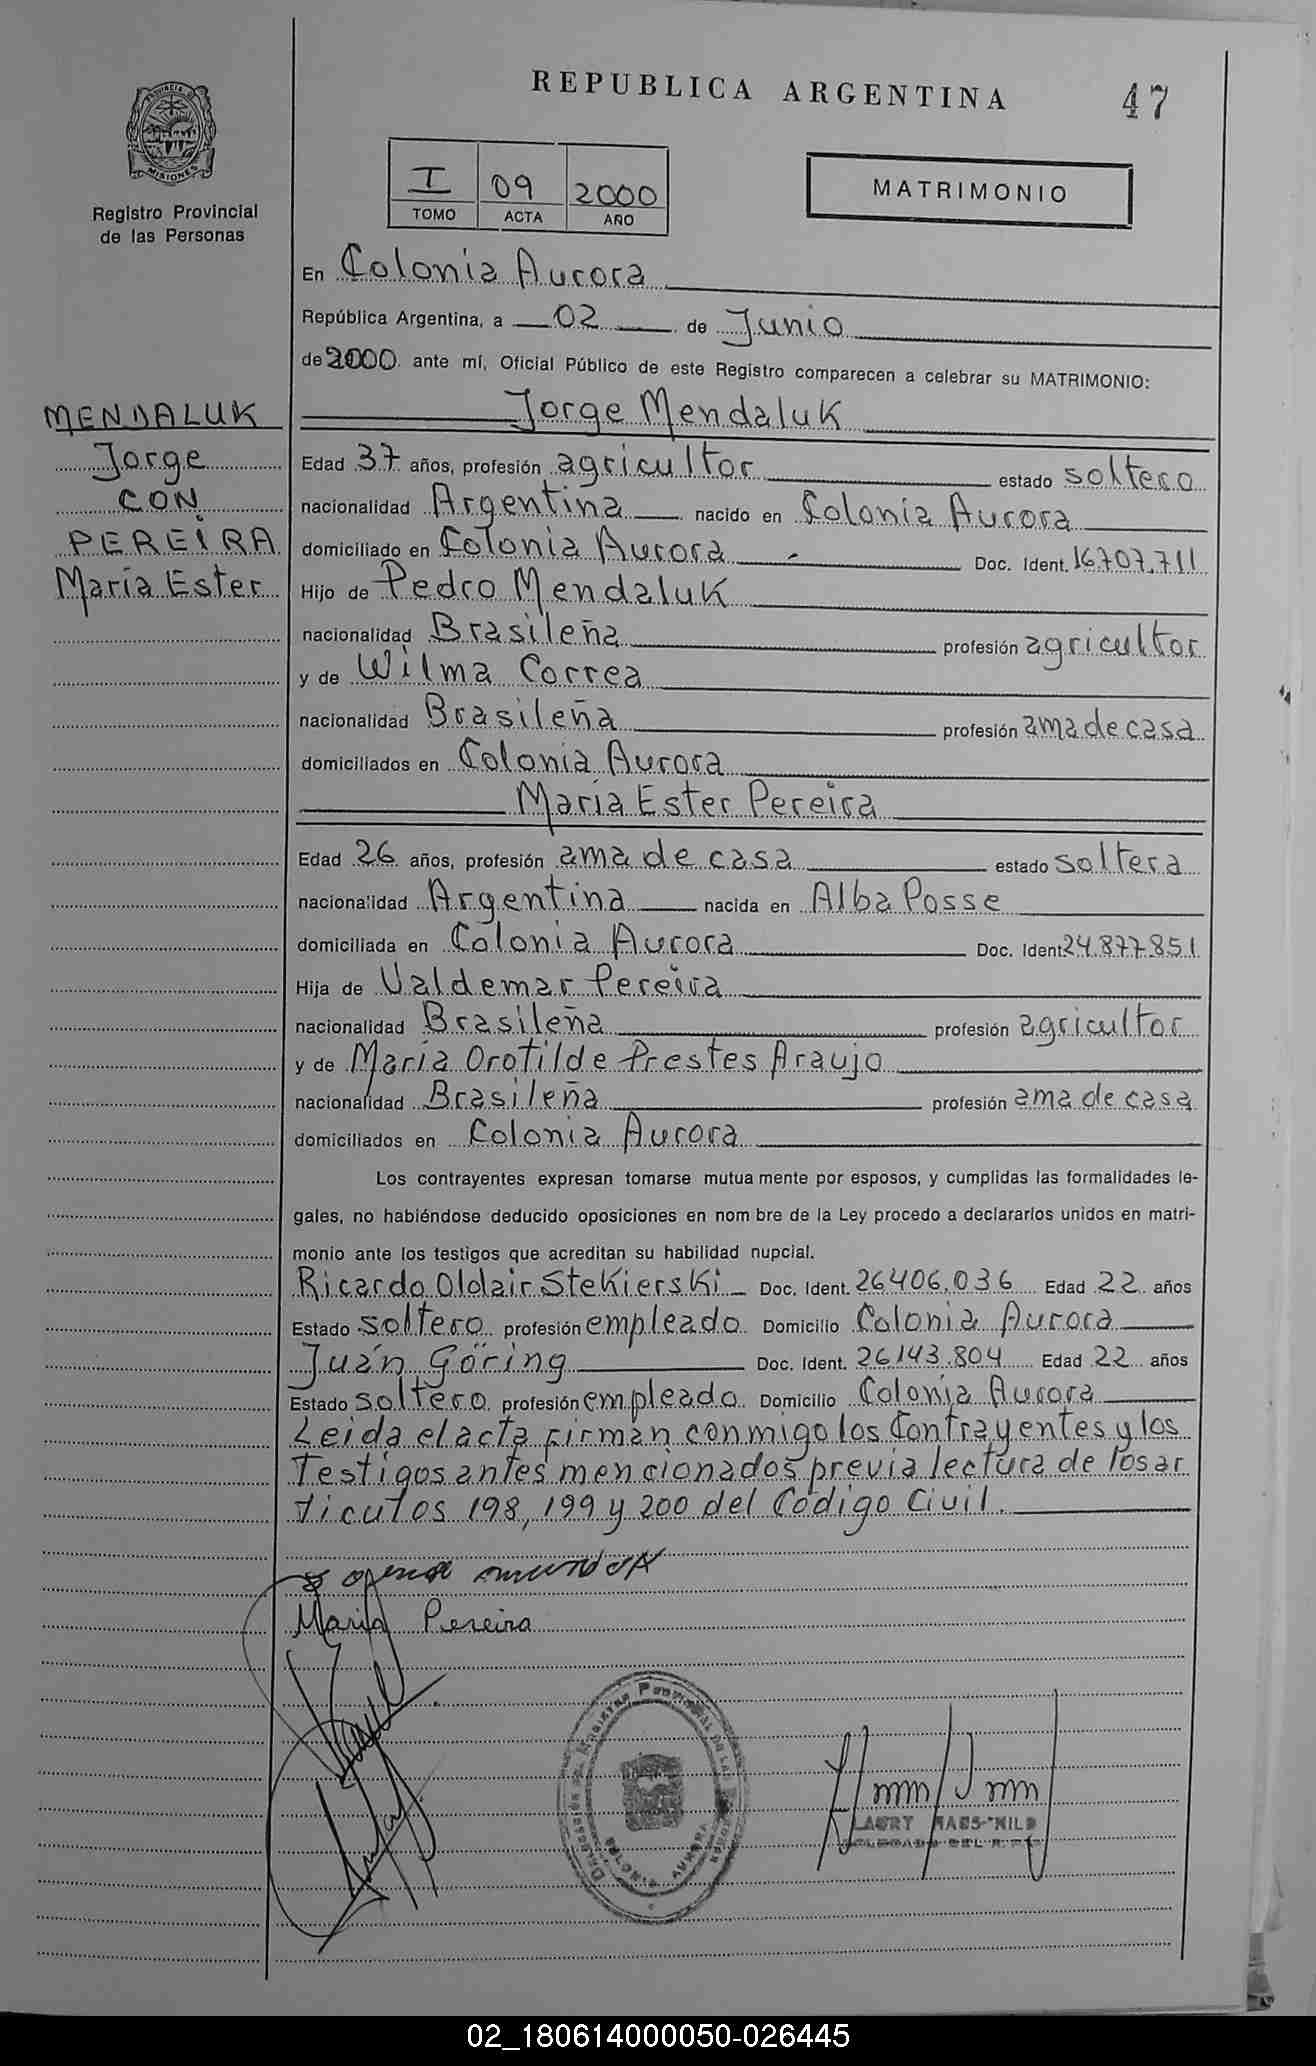 REPUBLICA ARGENTINA
47
PROVINCIA DE
MISIONES
Registro Provincial
de las Personas
I 09 2000
TOMO ACTA AÑO
MATRIMONIO
En Colonia Aurora
República Argentina, a 02 de Junio
de 2000 ante mí, Oficial Público de este Registro comparecen a celebrar su MATRIMONIO:
MENDALUK
Jorge
CON
PEREIRA
María Ester
Jorge Mendaluk
Edad 37 años, profesión agricultor estado soltero
nacionalidad Argentina nacido en Colonia Aurora
domiciliado en Colonia Aurora Doc. Ident. 16.707.711
Hijo de Pedro Mendaluk
nacionalidad Brasileña profesión agricultor
y de Wilma Correa
nacionalidad Brasileña profesión ama de casa
domiciliados en Colonia Aurora
María Ester Pereira
Edad 26 años, profesión ama de casa estado soltera
nacionalidad Argentina nacida en Alba Posse
domiciliada en Colonia Aurora Doc. Ident 24.877.851
Hija de Valdemar Pereira
nacionalidad Brasileña profesión agricultor
y de María Orotilde Prestes Araujo
nacionalidad Brasileña profesión ama de casa
domiciliados en Colonia Aurora
Los contrayentes expresan tomarse mutua mente por esposos, y cumplidas las formalidades le-
gales, no habiéndose deducido oposiciones en nom bre de la Ley procedo a declararlos unidos en matri-
monio ante los testigos que acreditan su habilidad nupcial.
Ricardo Oldair Stekierski Doc. Ident. 26406.036 Edad 22 años
Estado soltero profesión empleado Domicilio Colonia Aurora
Juán Göring Doc. Ident. 26.143.804 Edad 22 años
Estado soltero profesión empleado Domicilio Colonia Aurora
Leida el acta firman conmigo los Contrayentes y los
Testigos antes mencionados previa lectura de los ar
ticulos 198, 199 y 200 del Código Civil.
Maria Pereira
COLONIA AURORA
02_180614000050-026445